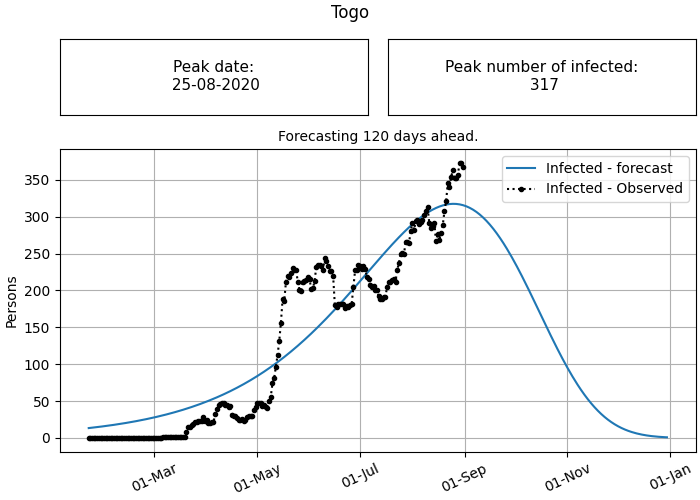 Togo
Peak date:
25-08-2020
Peak number of infected:
317
Forecasting 120 days ahead.
Infected - forecast
Infected - Observed
Persons
350
300
250
200
150
100
50
0
01-Mar
01-May
01-Jul
01-Sep
01-Nov
01-Jan